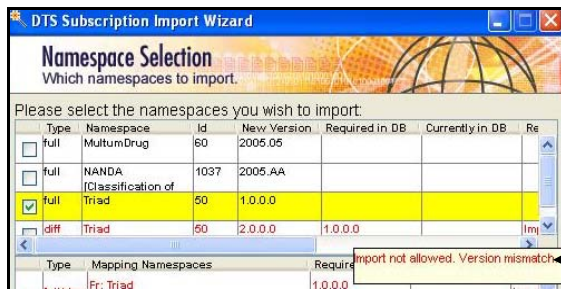 DTS Subscription Import Wizard
Namespace Selection
Which namespaces to import.
Please select the namespaces you wish to import:
Type Namespace Id New Version Required in DB Currently in DB Re
full MultumDrug 60 2005.05
full NANDA 1037 2005.AA
[Classification of
full Triad 50 1.0.0.0
diff Triad 50 2.0.0.0 1.0.0.0 Im
Type Mapping Namespaces Require
Import not allowed. Version mismatch
Fr: Triad 1.0.0.0